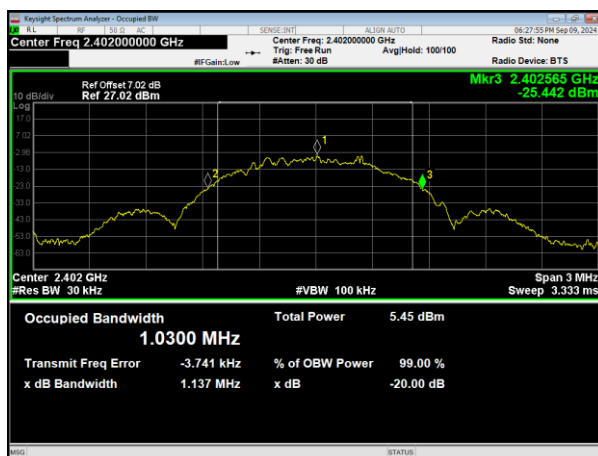 Keysight Spectrum Analyzer - Occupied BW
RL RF 50 Ω AC SENSE:INT ALIGN AUTO 06:27:55 PM Sep 09, 2024
Center Freq 2.402000000 GHz Center Freq: 2.402000000 GHz Radio Std: None
Trig: Free Run Avg|Hold: 100/100
#IFGain:Low #Atten: 30 dB Radio Device: BTS
Mkr3 2.402565 GHz
Ref Offset 7.02 dB
10 dB/div Ref 27.02 dBm -25.442 dBm
Log
17.0
7.02
-2.98
-13.0
-23.0
-33.0
-43.0
-53.0
-63.0
1
2
3
Center 2.402 GHz Span 3 MHz
#Res BW 30 kHz #VBW 100 kHz Sweep 3.333 ms
Occupied Bandwidth Total Power 5.45 dBm
1.0300 MHz
Transmit Freq Error -3.741 kHz % of OBW Power 99.00 %
x dB Bandwidth 1.137 MHz x dB -20.00 dB
MSG STATUS